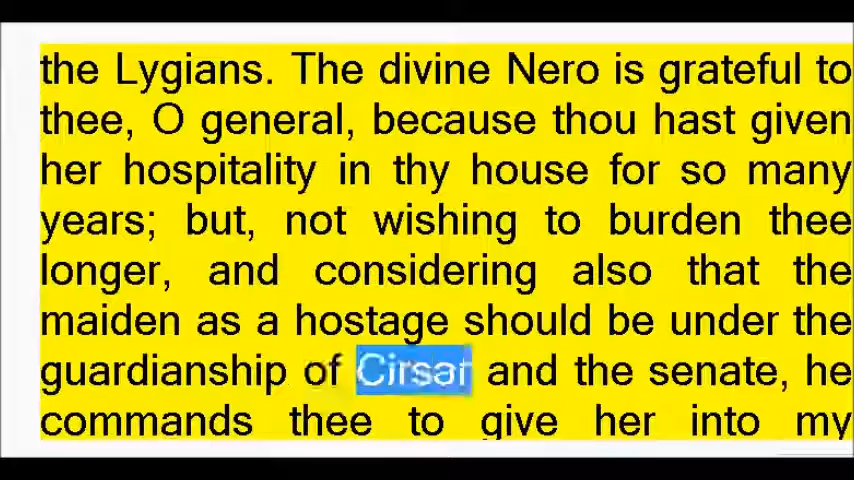 the Lygians. The divine Nero is grateful to
thee, O general, because thou hast given
her hospitality in thy house for so many
years; but, not wishing to burden thee
longer, and considering also that the
maiden as a hostage should be under the
guardianship of Cirsar and the senate, he
commands thee to give her into my